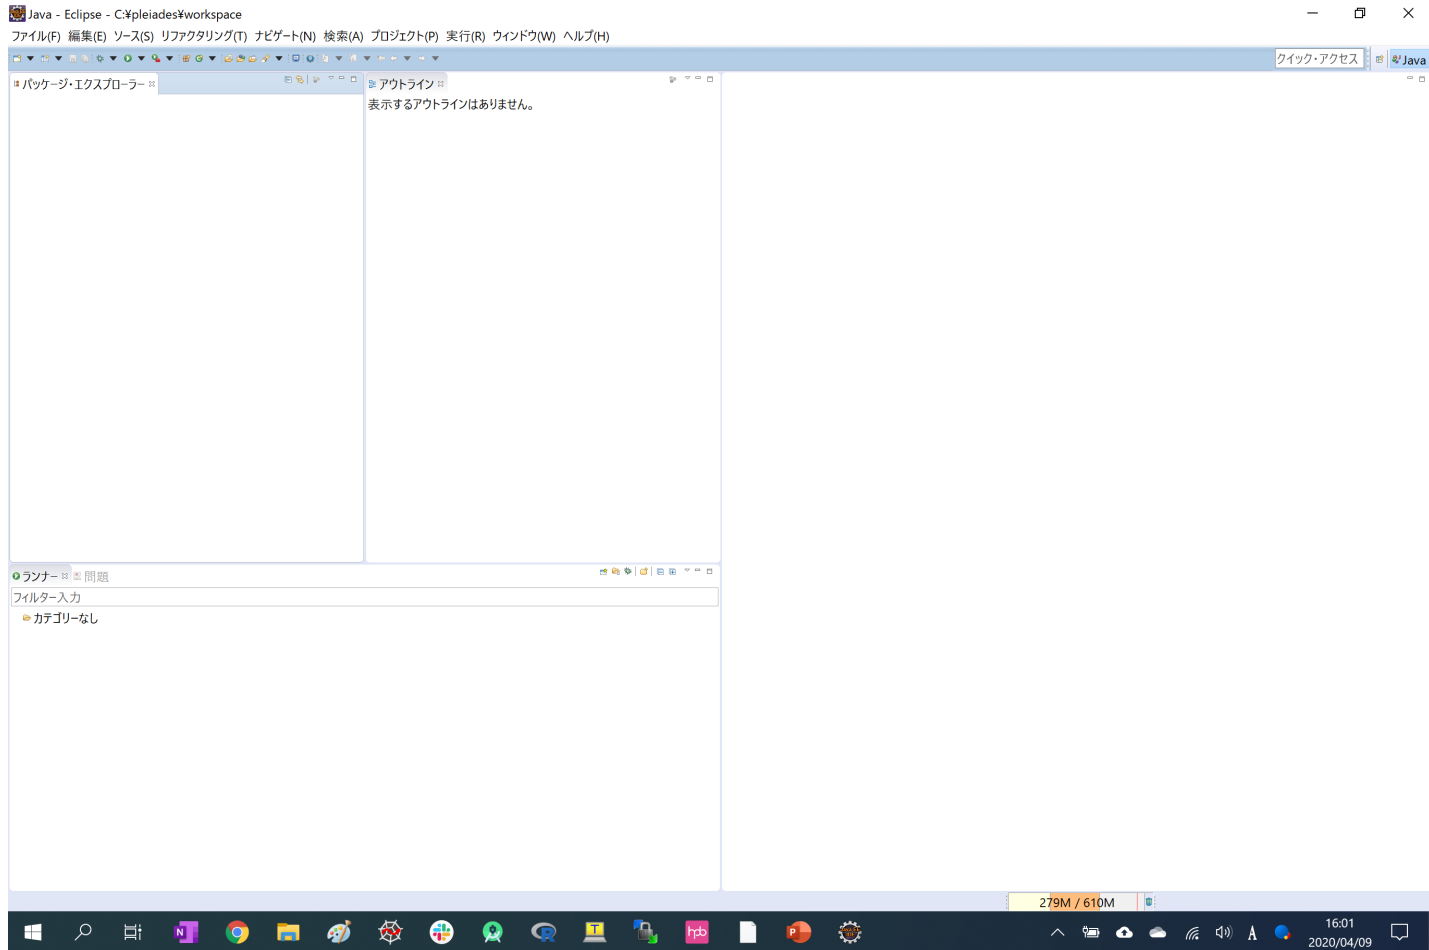 Java - Eclipse - C:¥pleiades¥workspace
ファイル(F) 編集(E) ソース(S) リファクタリング(T) ナビゲート(N) 検索(A) プロジェクト(P) 実行(R) ウィンドウ(W) ヘルプ(H)
クイック・アクセス
Java
パッケージ・エクスプローラー
アウトライン
表示するアウトラインはありません。
ランナー 問題
フィルター入力
カテゴリーなし
279M / 610M
N
T
hpb
P
A
16:01
2020/04/09